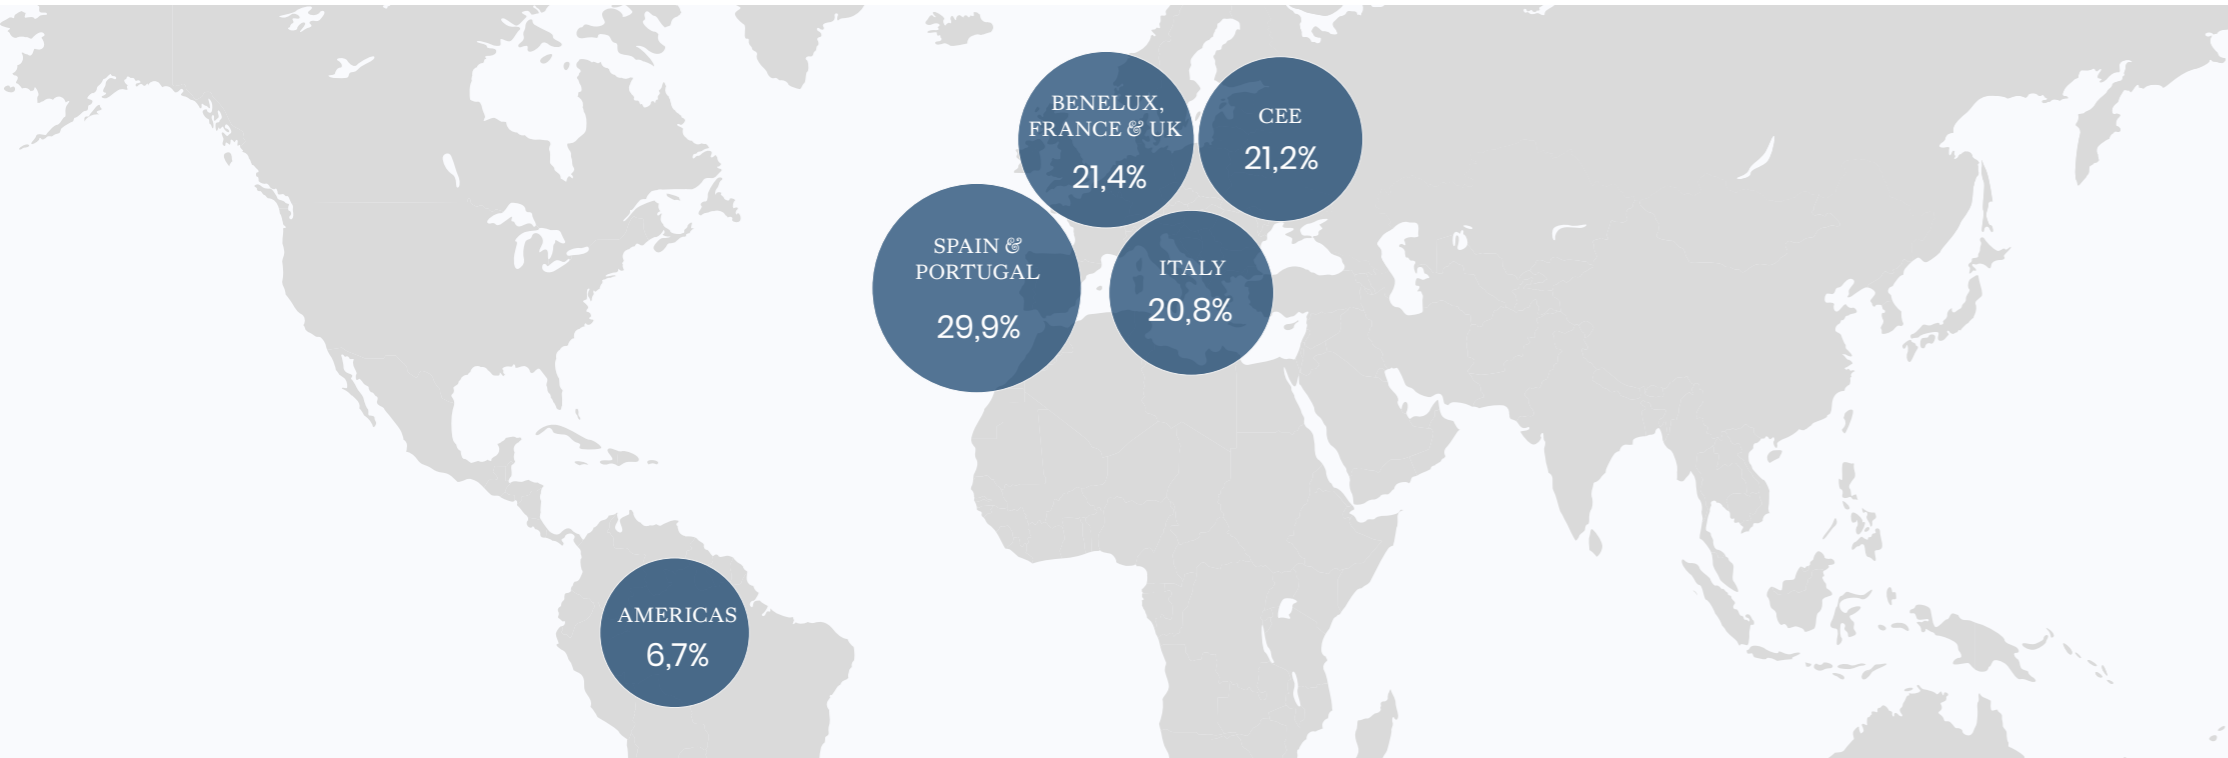 BENELUX,
FRANCE & UK
21,4%
CEE
21,2%
SPAIN &
PORTUGAL
29,9%
ITALY
20,8%
AMERICAS
6,7%